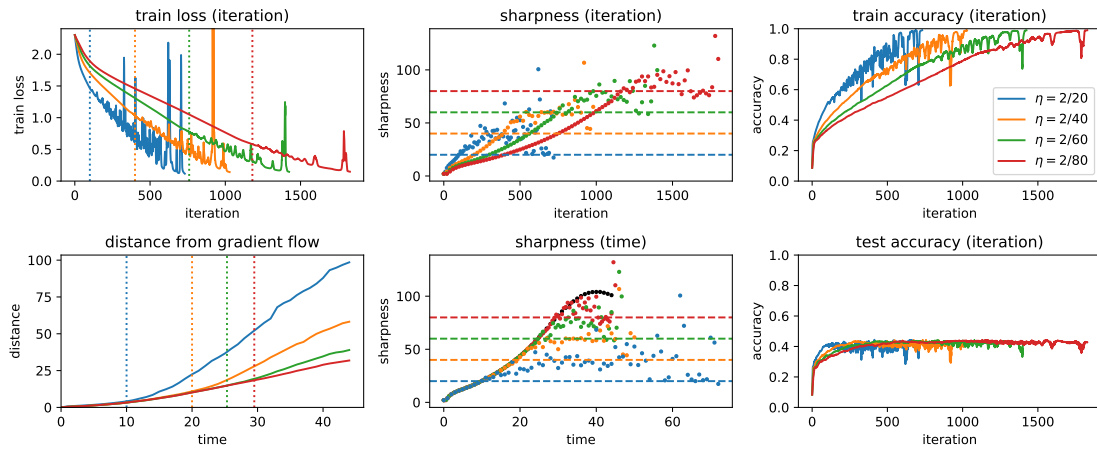 train loss (iteration)
train loss
2.0
1.5
1.0
0.5
0.0
0
500
1000
1500
iteration
sharpness (iteration)
sharpness
100
50
0
0
500
1000
1500
iteration
train accuracy (iteration)
accuracy
1.0
0.8
0.6
0.4
0.2
0.0
0
1000
1500
iteration
η = 2/20
η = 2/40
η = 2/60
η = 2/80
distance from gradient flow
distance
100
75
50
25
0
0
10
20
30
40
time
sharpness (time)
sharpness
100
50
0
0
20
40
60
time
test accuracy (iteration)
accuracy
1.0
0.8
0.6
0.4
0.2
0.0
0
500
1000
1500
iteration